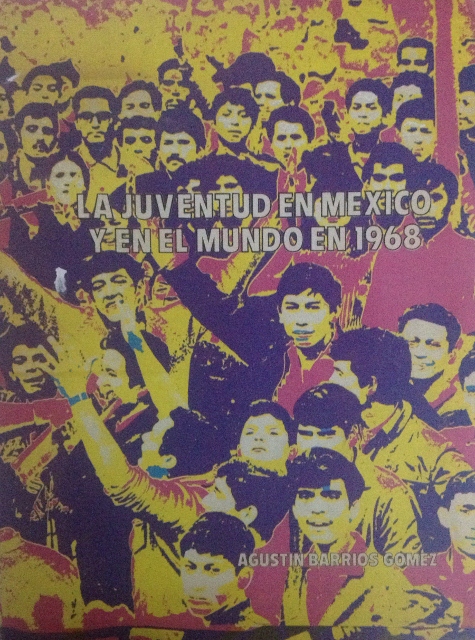 LA JUVENTUD EN MEXICO
Y EN EL MUNDO EN 1968
AGUSTIN BARRIOS GOMEZ